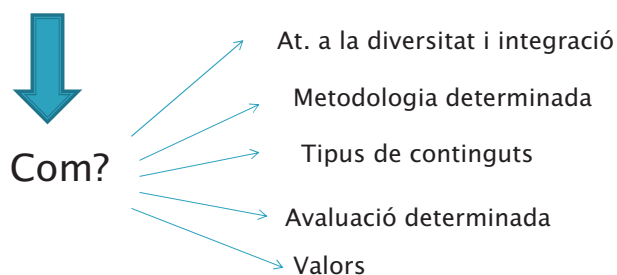 At. a la diversitat i integració
Metodologia determinada
Com?
Tipus de continguts
Avaluació determinada
Valors